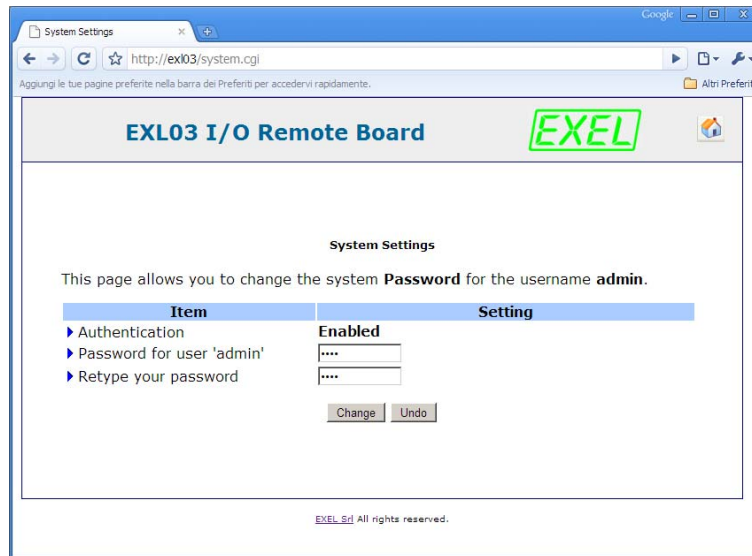 Google
System Settings
http://exl03/system.cgi
Aggiungi le tue pagine preferite nella barra dei Preferiti per accedervi rapidamente.
Altri Preferit
EXL03 I/O Remote Board
EXEL
System Settings
This page allows you to change the system Password for the username admin.
Item Setting
Authentication Enabled
Password for user 'admin' ••••
Retype your password ••••
Change Undo
EXEL Srl All rights reserved.